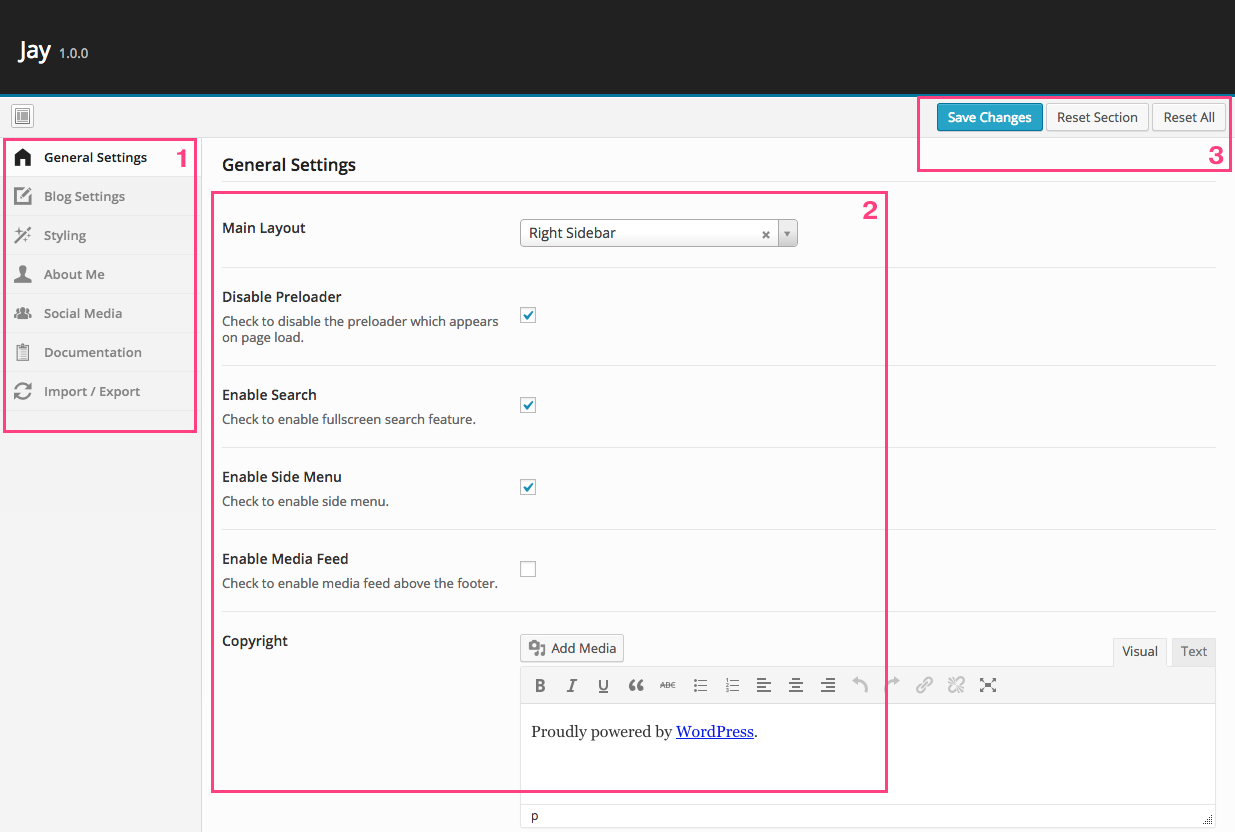 Jay 1.0.0
Save Changes Reset Section Reset All
3
General Settings 1
Blog Settings
Styling
About Me
Social Media
Documentation
Import / Export
General Settings
2
Main Layout Right Sidebar
Disable Preloader
Check to disable the preloader which appears
on page load.
Enable Search
Check to enable fullscreen search feature.
Enable Side Menu
Check to enable side menu.
Enable Media Feed
Check to enable media feed above the footer.
Copyright Add Media Visual Text
B I U ABC
Proudly powered by WordPress.
p